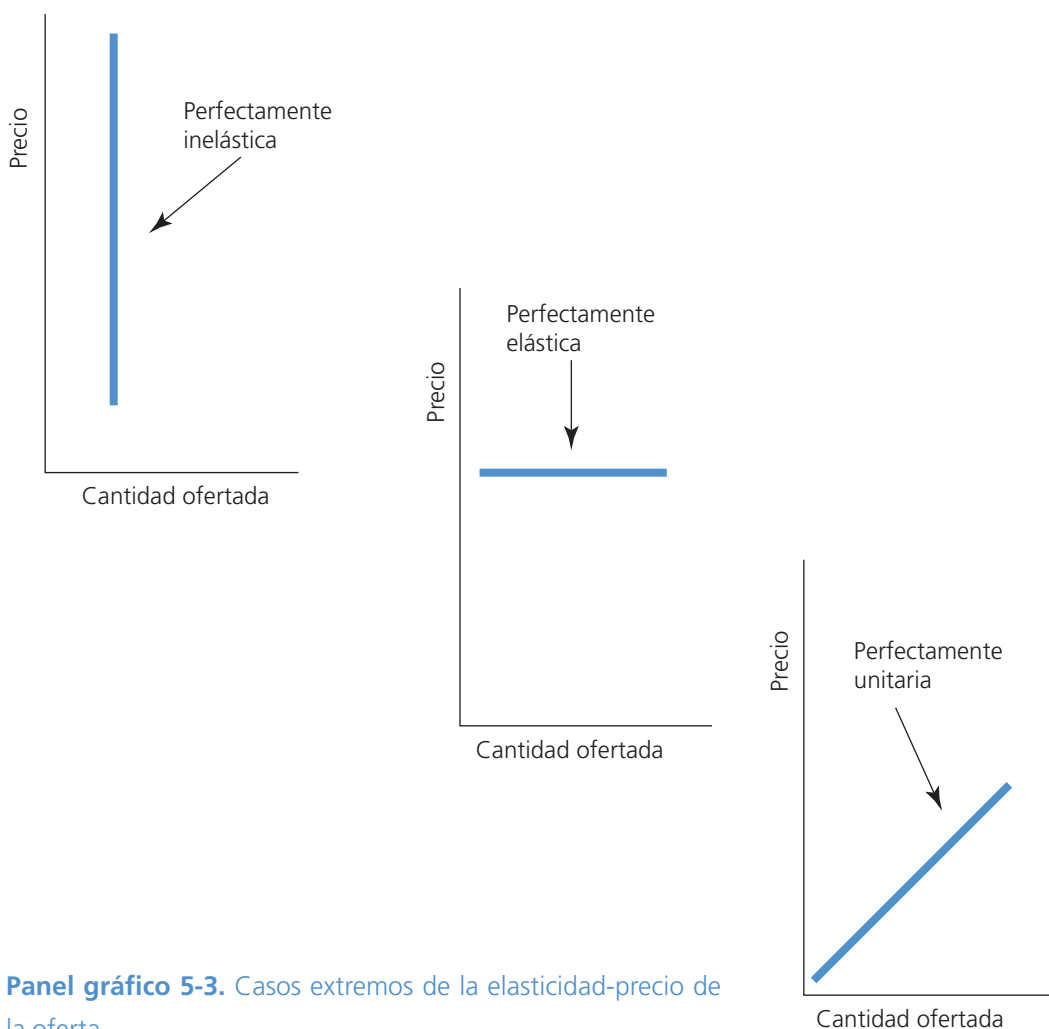 Precio
Perfectamente
inelástica
Cantidad ofertada
Precio
Perfectamente
elástica
Cantidad ofertada
Precio
Perfectamente
unitaria
Cantidad ofertada
Panel gráfico 5-3. Casos extremos de la elasticidad-precio de
la oferta